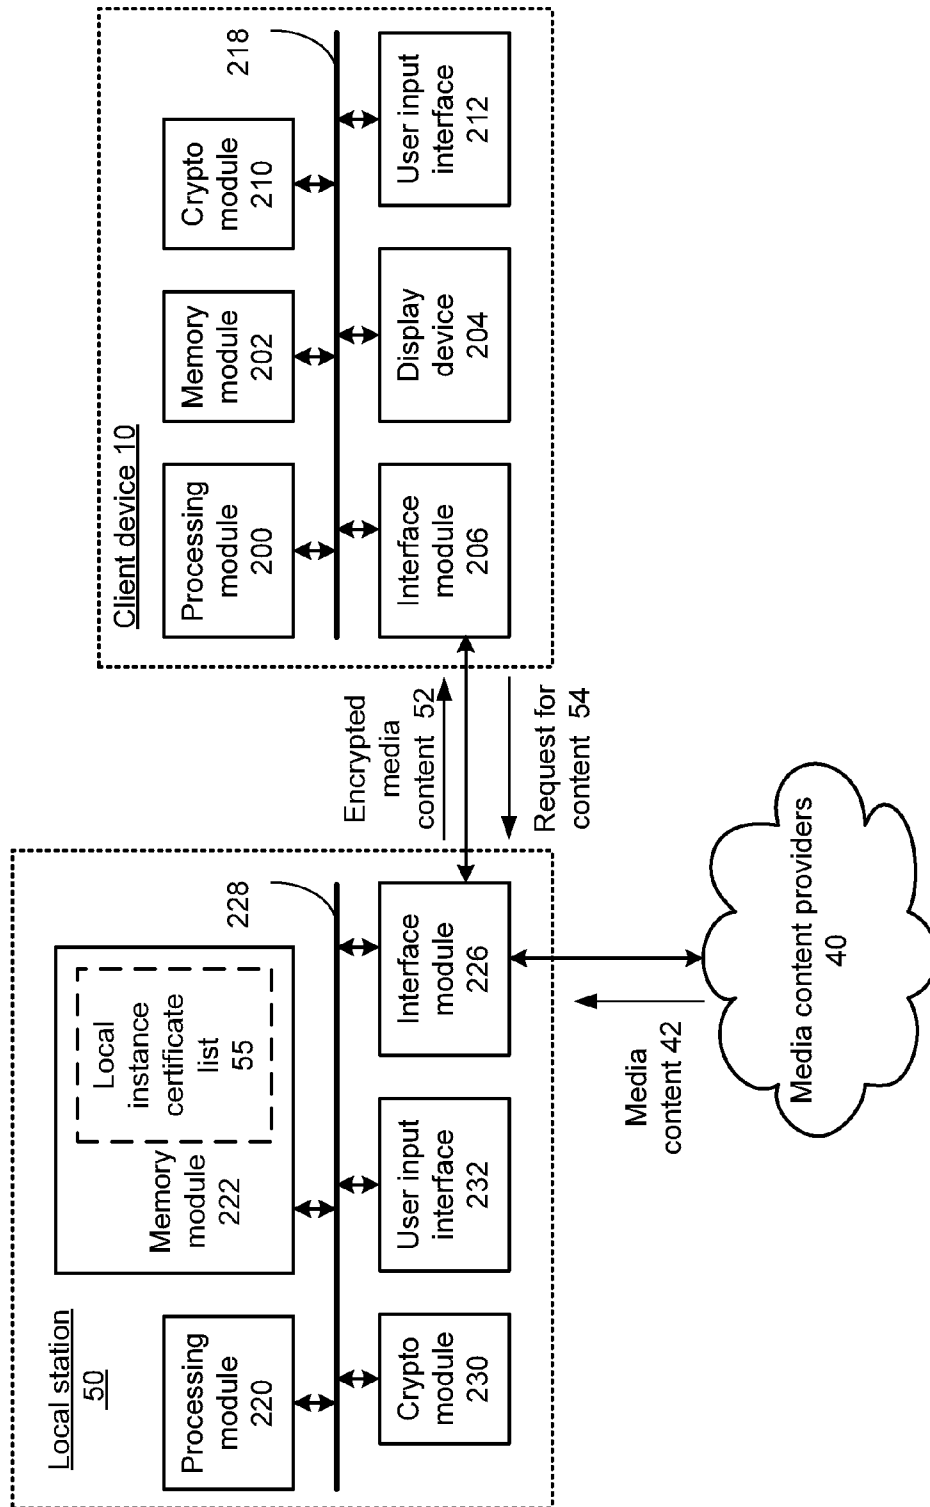 Local station
50
Processing
module
220
Memory
module
222
Local
instance
certificate
list
55
228
Crypto
module
230
User input
interface
232
Interface
module
226
Encrypted
media
content 52
Request for
content 54
Media
content 42
Media content providers
40
Client device 10
Processing
module
200
Memory
module
202
Crypto
module
210
218
Interface
module
206
Display
device
204
User input
interface
212